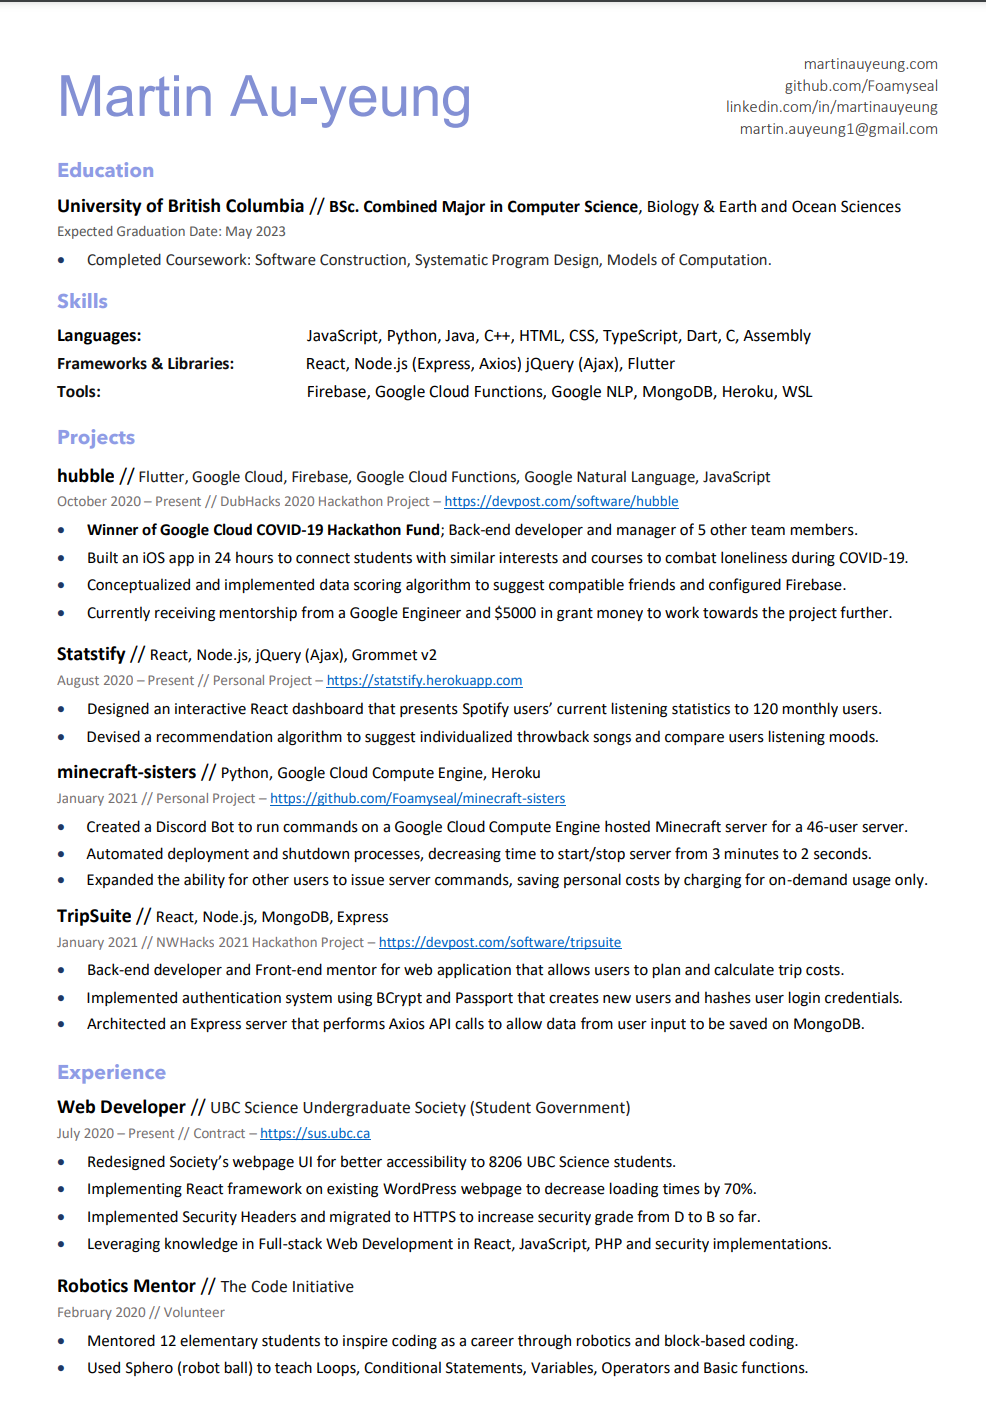 Martin Au-yeung
martinauyeung.com
github.com/Foamyseal
linkedin.com/in/martinauyeung
martin.auyeung1@gmail.com
Education
University of British Columbia // BSc. Combined Major in Computer Science, Biology & Earth and Ocean Sciences
Expected Graduation Date: May 2023
• Completed Coursework: Software Construction, Systematic Program Design, Models of Computation.
Skills
Languages: JavaScript, Python, Java, C++, HTML, CSS, TypeScript, Dart, C, Assembly
Frameworks & Libraries: React, Node.js (Express, Axios) jQuery (Ajax), Flutter
Tools: Firebase, Google Cloud Functions, Google NLP, MongoDB, Heroku, WSL
Projects
hubble // Flutter, Google Cloud, Firebase, Google Cloud Functions, Google Natural Language, JavaScript
October 2020 – Present // DubHacks 2020 Hackathon Project – https://devpost.com/software/hubble
• Winner of Google Cloud COVID-19 Hackathon Fund; Back-end developer and manager of 5 other team members.
• Built an iOS app in 24 hours to connect students with similar interests and courses to combat loneliness during COVID-19.
• Conceptualized and implemented data scoring algorithm to suggest compatible friends and configured Firebase.
• Currently receiving mentorship from a Google Engineer and $5000 in grant money to work towards the project further.
Statstify // React, Node.js, jQuery (Ajax), Grommet v2
August 2020 – Present // Personal Project – https://statstify.herokuapp.com
• Designed an interactive React dashboard that presents Spotify users’ current listening statistics to 120 monthly users.
• Devised a recommendation algorithm to suggest individualized throwback songs and compare users listening moods.
minecraft-sisters // Python, Google Cloud Compute Engine, Heroku
January 2021 // Personal Project – https://github.com/Foamyseal/minecraft-sisters
• Created a Discord Bot to run commands on a Google Cloud Compute Engine hosted Minecraft server for a 46-user server.
• Automated deployment and shutdown processes, decreasing time to start/stop server from 3 minutes to 2 seconds.
• Expanded the ability for other users to issue server commands, saving personal costs by charging for on-demand usage only.
TripSuite // React, Node.js, MongoDB, Express
January 2021 // NWHacks 2021 Hackathon Project – https://devpost.com/software/tripsuite
• Back-end developer and Front-end mentor for web application that allows users to plan and calculate trip costs.
• Implemented authentication system using BCrypt and Passport that creates new users and hashes user login credentials.
• Architected an Express server that performs Axios API calls to allow data from user input to be saved on MongoDB.
Experience
Web Developer // UBC Science Undergraduate Society (Student Government)
July 2020 – Present // Contract – https://sus.ubc.ca
• Redesigned Society’s webpage UI for better accessibility to 8206 UBC Science students.
• Implementing React framework on existing WordPress webpage to decrease loading times by 70%.
• Implemented Security Headers and migrated to HTTPS to increase security grade from D to B so far.
• Leveraging knowledge in Full-stack Web Development in React, JavaScript, PHP and security implementations.
Robotics Mentor // The Code Initiative
February 2020 // Volunteer
• Mentored 12 elementary students to inspire coding as a career through robotics and block-based coding.
• Used Sphero (robot ball) to teach Loops, Conditional Statements, Variables, Operators and Basic functions.